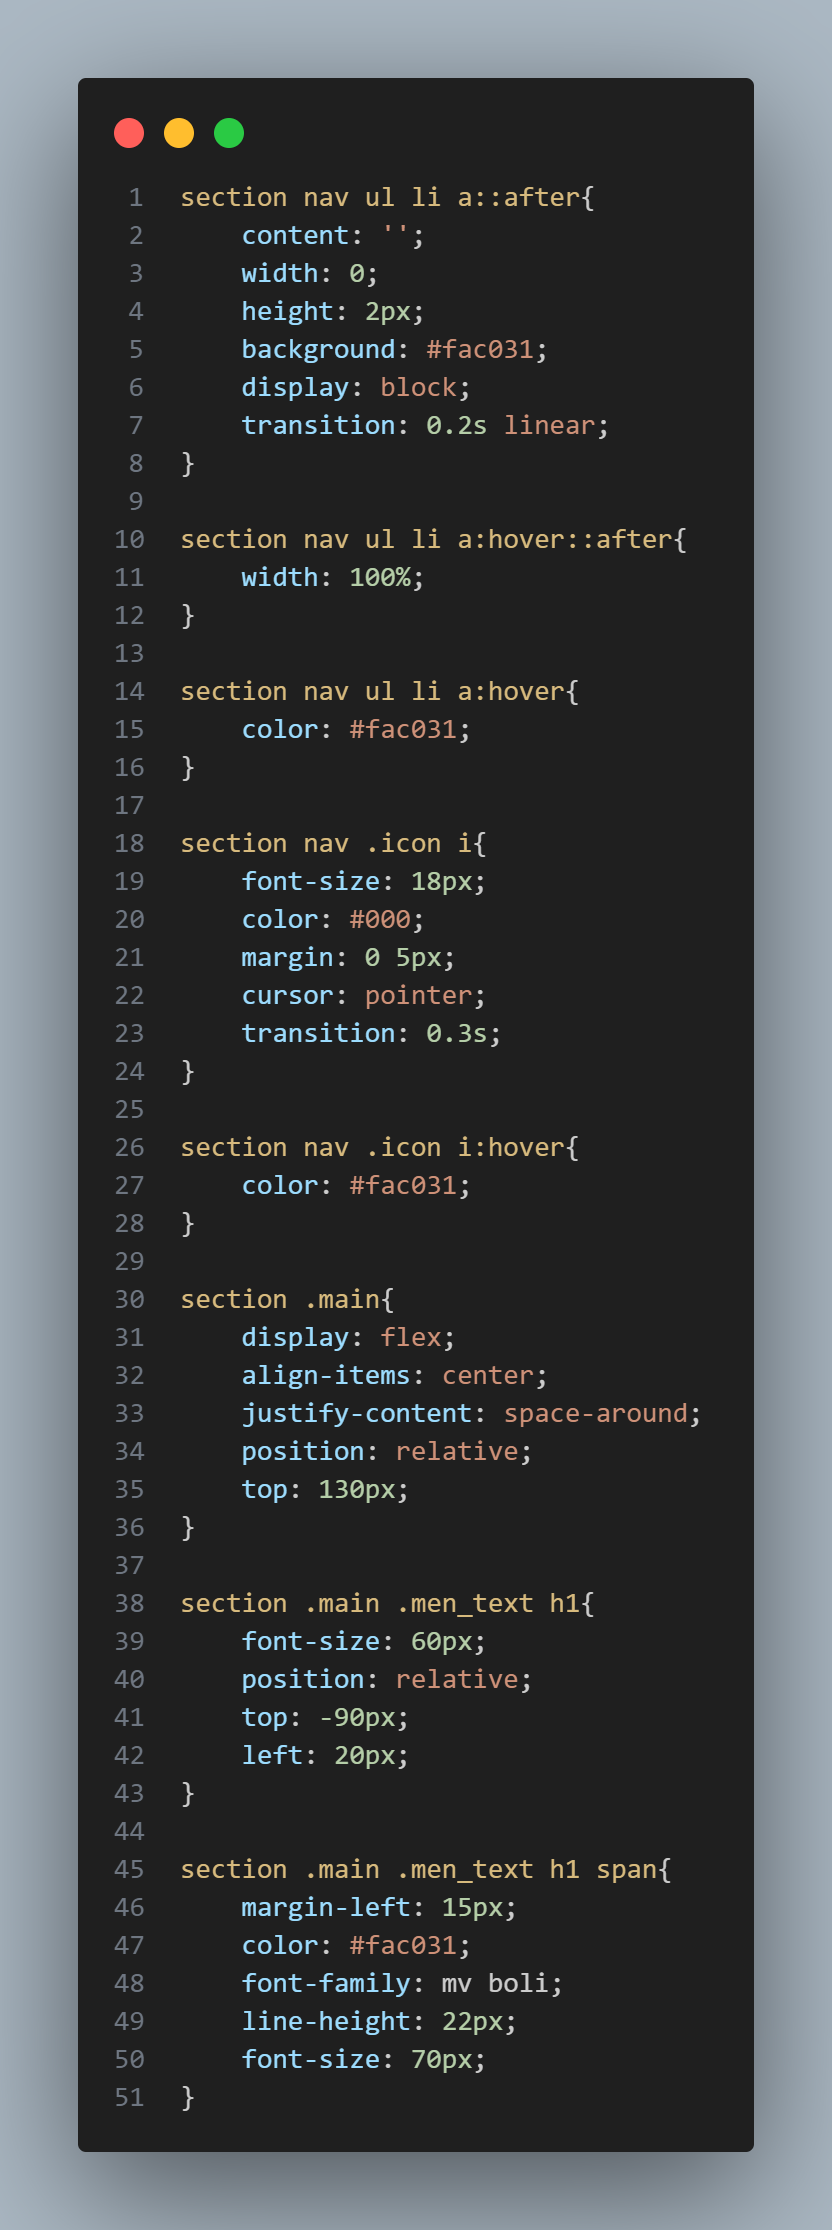 1 section nav ul li a::after{
2     content: '';
3     width: 0;
4     height: 2px;
5     background: #fac031;
6     display: block;
7     transition: 0.2s linear;
8 }
9
10 section nav ul li a:hover::after{
11     width: 100%;
12 }
13
14 section nav ul li a:hover{
15     color: #fac031;
16 }
17
18 section nav .icon i{
19     font-size: 18px;
20     color: #000;
21     margin: 0 5px;
22     cursor: pointer;
23     transition: 0.3s;
24 }
25
26 section nav .icon i:hover{
27     color: #fac031;
28 }
29
30 section .main{
31     display: flex;
32     align-items: center;
33     justify-content: space-around;
34     position: relative;
35     top: 130px;
36 }
37
38 section .main .men_text h1{
39     font-size: 60px;
40     position: relative;
41     top: -90px;
42     left: 20px;
43 }
44
45 section .main .men_text h1 span{
46     margin-left: 15px;
47     color: #fac031;
48     font-family: mv boli;
49     line-height: 22px;
50     font-size: 70px;
51 }